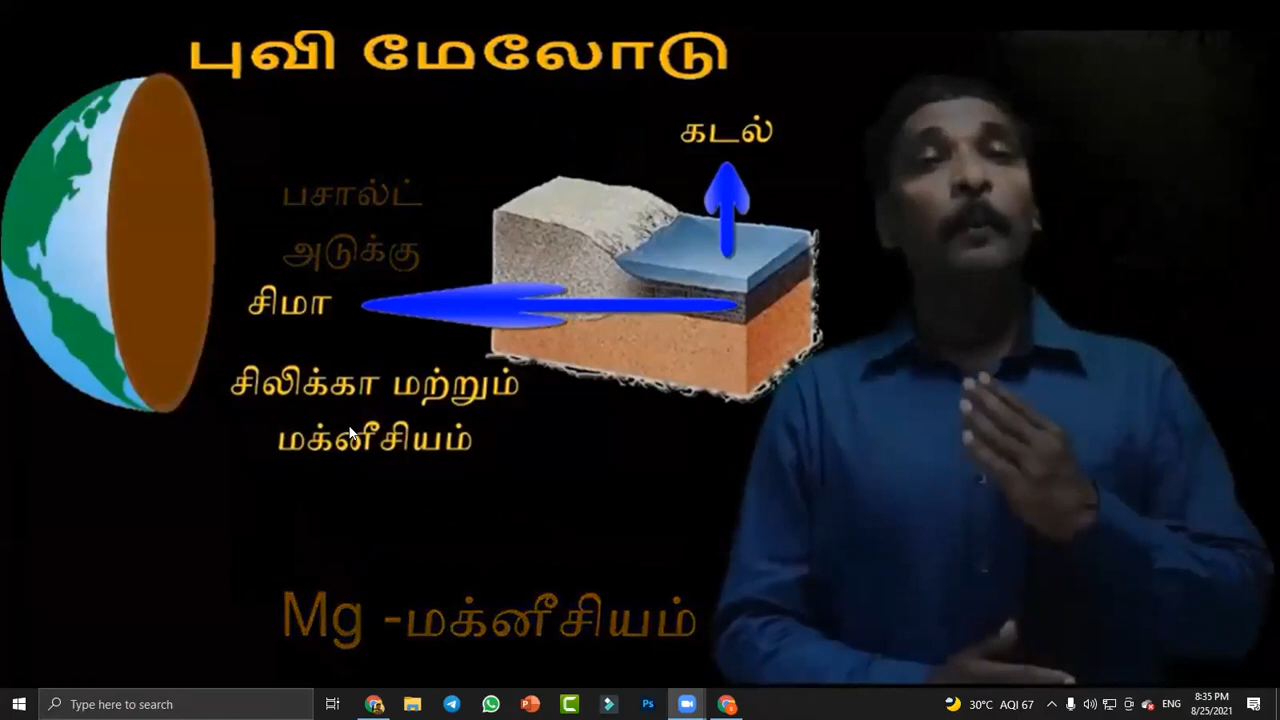 புவி மேலோடு
கடல்
பசால்ட்
அடுக்கு
சிமா
சிலிக்கா மற்றும்
மக்னீசியம்
Mg -மக்னீசியம்
Type here to search
Ps
30°C AQI 67
ENG
8:35 PM
8/25/2021